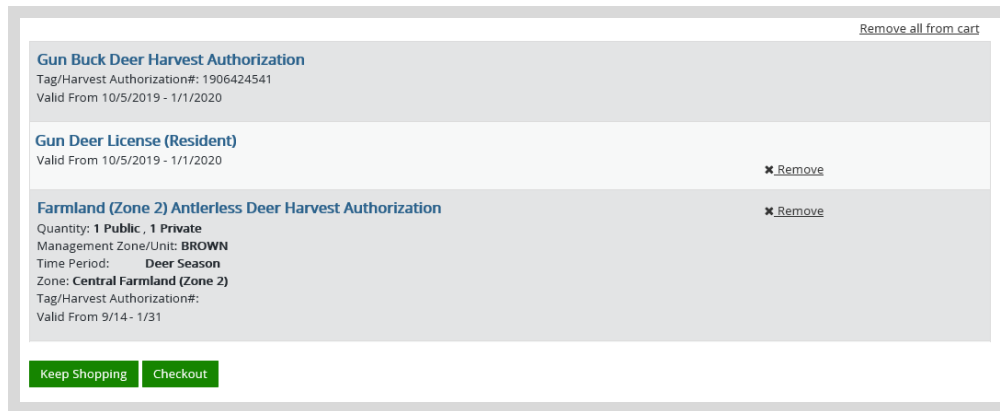 Remove all from cart
Gun Buck Deer Harvest Authorization
Tag/Harvest Authorization#: 1906424541
Valid From 10/5/2019 - 1/1/2020
Gun Deer License (Resident)
Valid From 10/5/2019 - 1/1/2020
✖ Remove
Farmland (Zone 2) Antlerless Deer Harvest Authorization
✖ Remove
Quantity: 1 Public , 1 Private
Management Zone/Unit: BROWN
Time Period: Deer Season
Zone: Central Farmland (Zone 2)
Tag/Harvest Authorization#:
Valid From 9/14 - 1/31
Keep Shopping Checkout